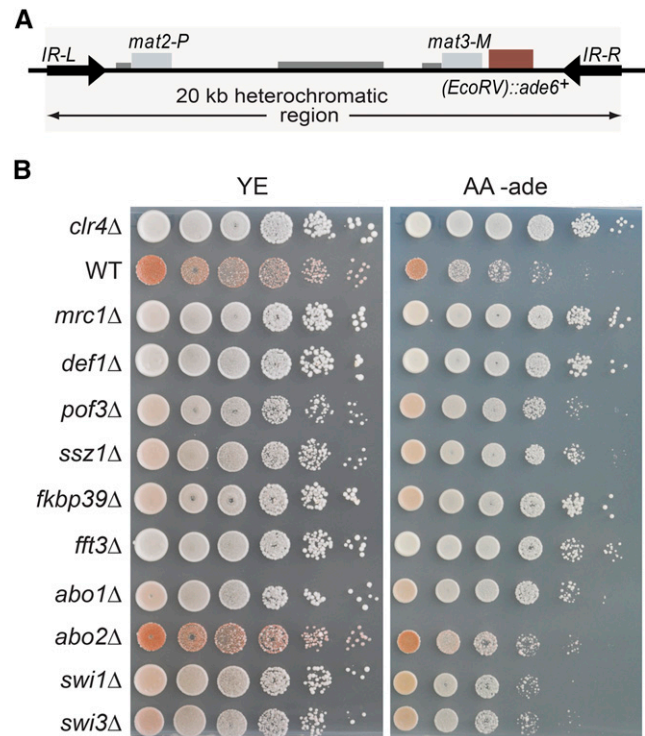 A
IR-L
mat2-P
mat3-M
IR-R
(EcoRV)::ade6+
20 kb heterochromatic
region
B
YE
AA -ade
clr4Δ
WT
mrc1Δ
def1Δ
pof3Δ
ssz1Δ
fkbp39Δ
fft3Δ
abo1Δ
abo2Δ
swi1Δ
swi3Δ